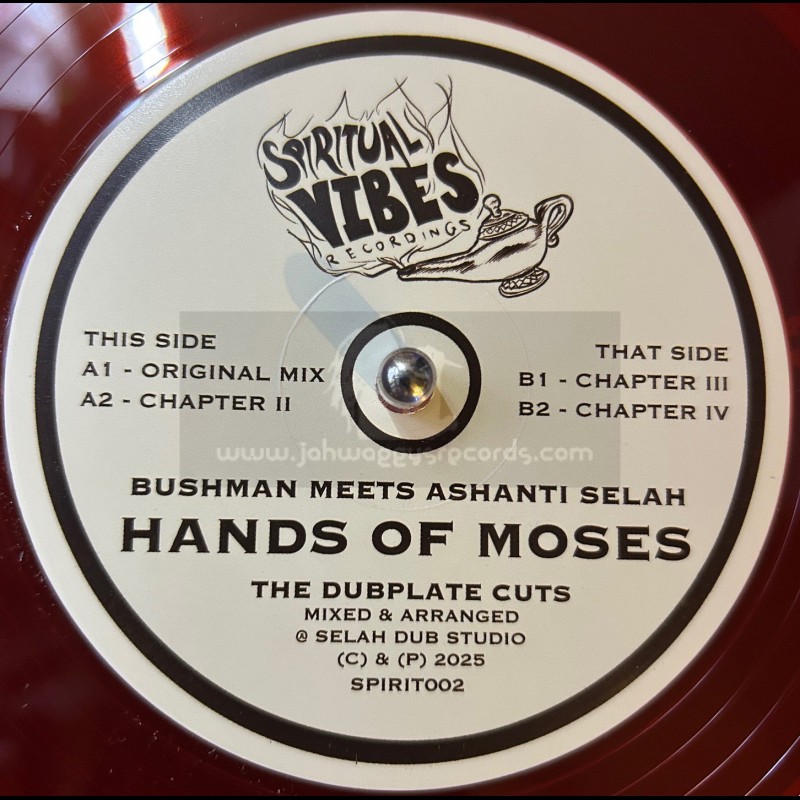 SPIRITUAL
VIBES
RECORDINGS
THIS SIDE
A1 - ORIGINAL MIX
A2 - CHAPTER II
THAT SIDE
B1 - CHAPTER III
B2 - CHAPTER IV
www.jahwaggysrecords.com
BUSHMAN MEETS ASHANTI SELAH
HANDS OF MOSES
THE DUBPLATE CUTS
MIXED & ARRANGED
@ SELAH DUB STUDIO
(C) & (P) 2025
SPIRIT002